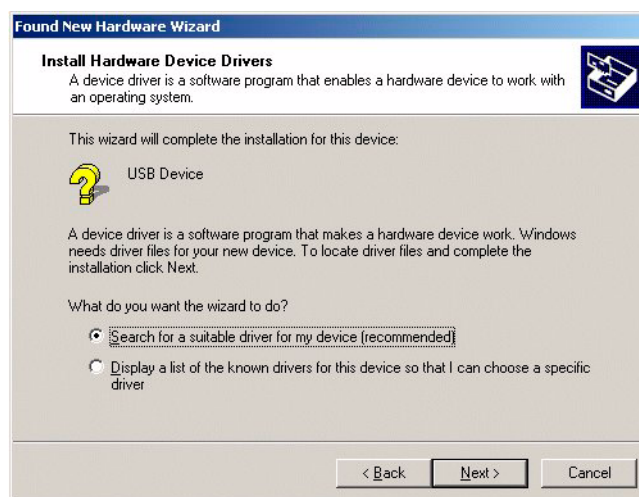 Found New Hardware Wizard
Install Hardware Device Drivers
A device driver is a software program that enables a hardware device to work with
an operating system.
This wizard will complete the installation for this device:
USB Device
A device driver is a software program that makes a hardware device work. Windows
needs driver files for your new device. To locate driver files and complete the
installation click Next.
What do you want the wizard to do?
Search for a suitable driver for my device (recommended)
Display a list of the known drivers for this device so that I can choose a specific
driver
< Back
Next >
Cancel